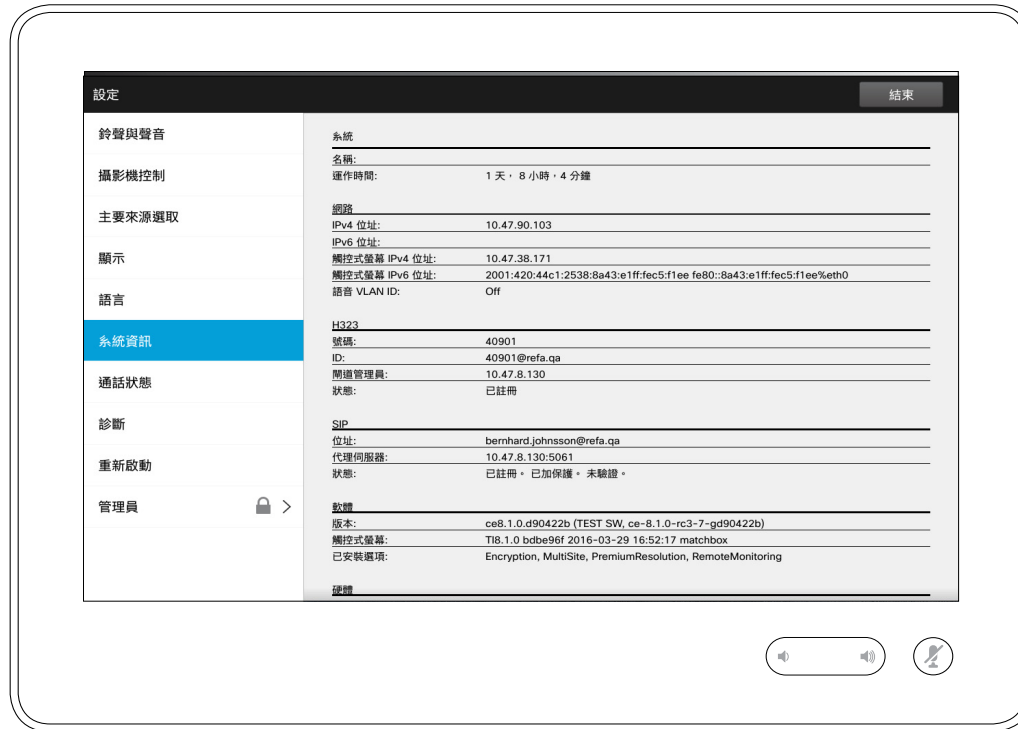 設定
結束
鈴聲與聲音
攝影機控制
主要來源選取
顯示
語言
系統資訊
通話狀態
診斷
重新啟動
管理員
系統
名稱:
運作時間: 1 天, 8 小時, 4 分鐘
網路
IPv4 位址: 10.47.90.103
IPv6 位址:
觸控式螢幕 IPv4 位址: 10.47.38.171
觸控式螢幕 IPv6 位址: 2001:420:44c1:2538:8a43:e1ff:fec5:f1ee fe80::8a43:e1ff:fec5:f1ee%eth0
語音 VLAN ID: Off
H323
號碼: 40901
ID: 40901@refa.qa
閘道管理員: 10.47.8.130
狀態: 已註冊
SIP
位址: bernhard.johnsson@refa.qa
代理伺服器: 10.47.8.130:5061
狀態: 已註冊。 已加保護。 未驗證。
軟體
版本: ce8.1.0.d90422b (TEST SW, ce-8.1.0-rc3-7-gd90422b)
觸控式螢幕: TI8.1.0 bdbe96f 2016-03-29 16:52:17 matchbox
已安裝選項: Encryption, MultiSite, PremiumResolution, RemoteMonitoring
硬體